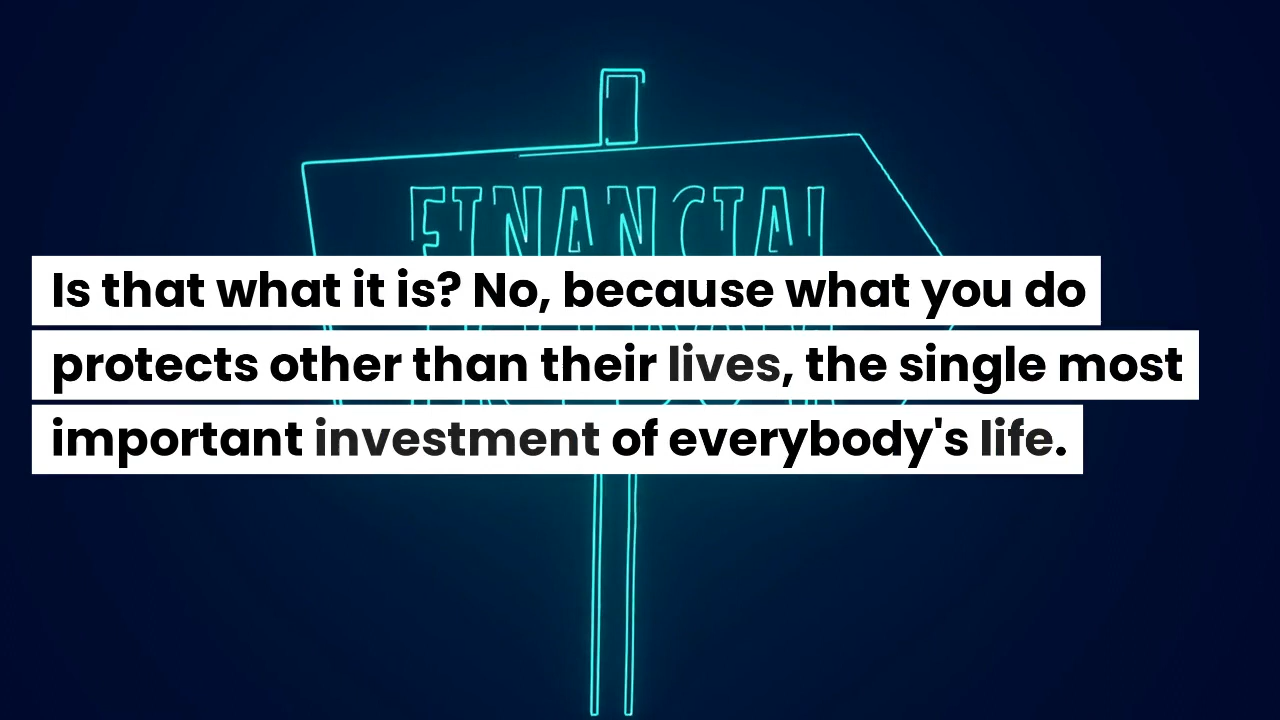 FINANCIAL
Is that what it is? No, because what you do
protects other than their lives, the single most
important investment of everybody's life.